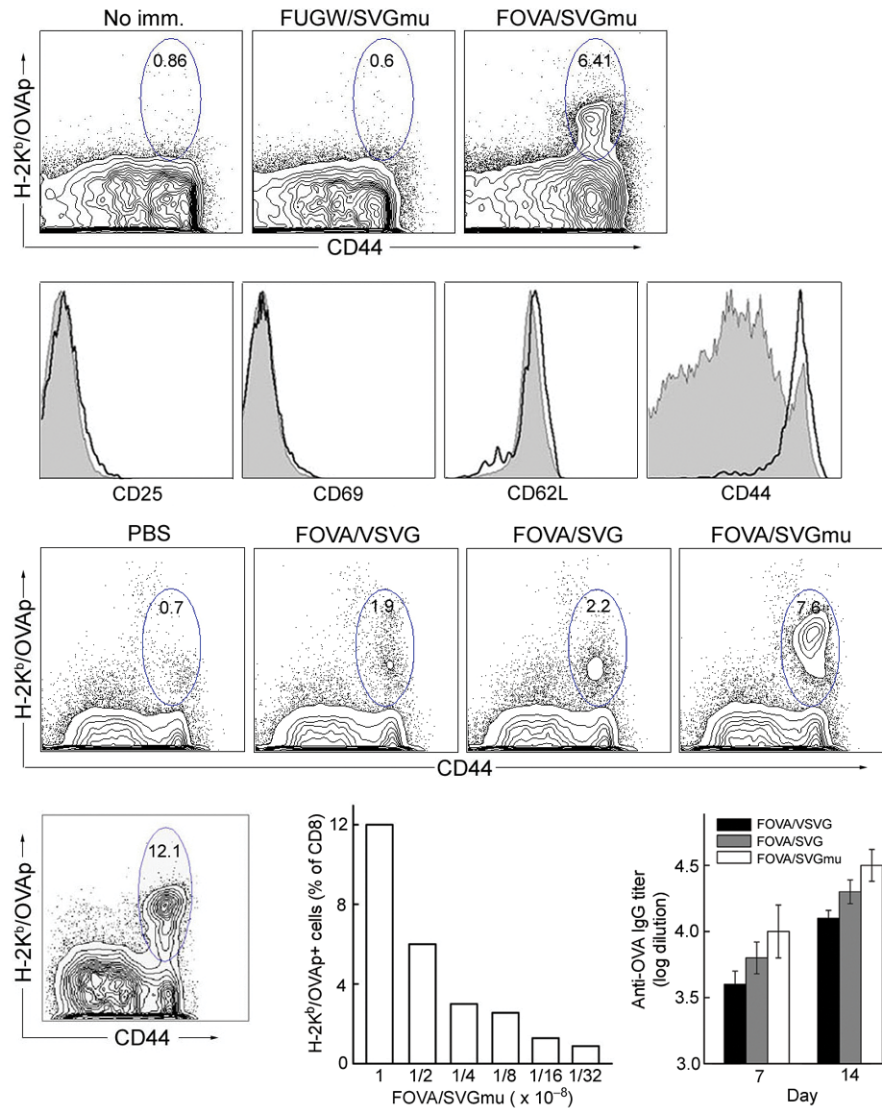 No imm. FUGW/SVGmu FOVA/SVGmu
0.86 0.6 6.41
H-2Kᵇ/OVAp
CD44
CD25 CD69 CD62L CD44
PBS FOVA/VSVG FOVA/SVG FOVA/SVGmu
0.7 1.9 2.2 7.6
H-2Kᵇ/OVAp
CD44
12.1
H-2Kᵇ/OVAp
CD44
H-2Kᵇ/OVAp+ cells (% of CD8)
12
8
4
0
1 1/2 1/4 1/8 1/16 1/32
FOVA/SVGmu ( x 10⁻⁸)
FOVA/VSVG
FOVA/SVG
FOVA/SVGmu
Anti-OVA IgG titer
(log dilution)
4.5
4.0
3.5
3.0
7 14
Day